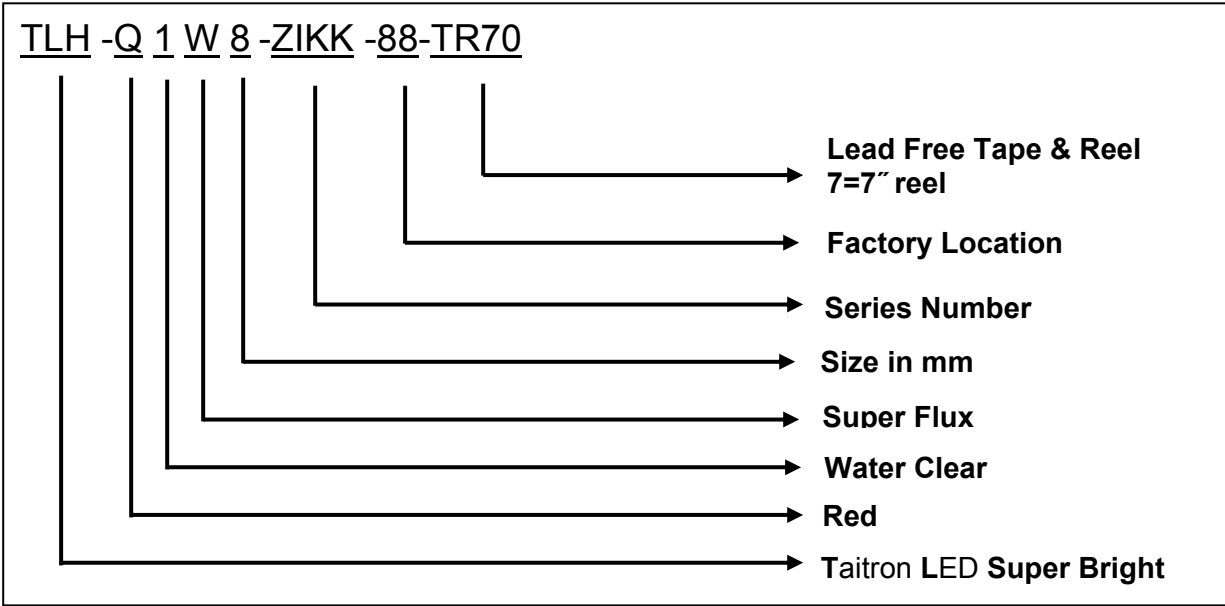 TLH -Q 1 W 8 -ZIKK -88-TR70
Lead Free Tape & Reel
7=7˝ reel
Factory Location
Series Number
Size in mm
Super Flux
Water Clear
Red
Taitron LED Super Bright